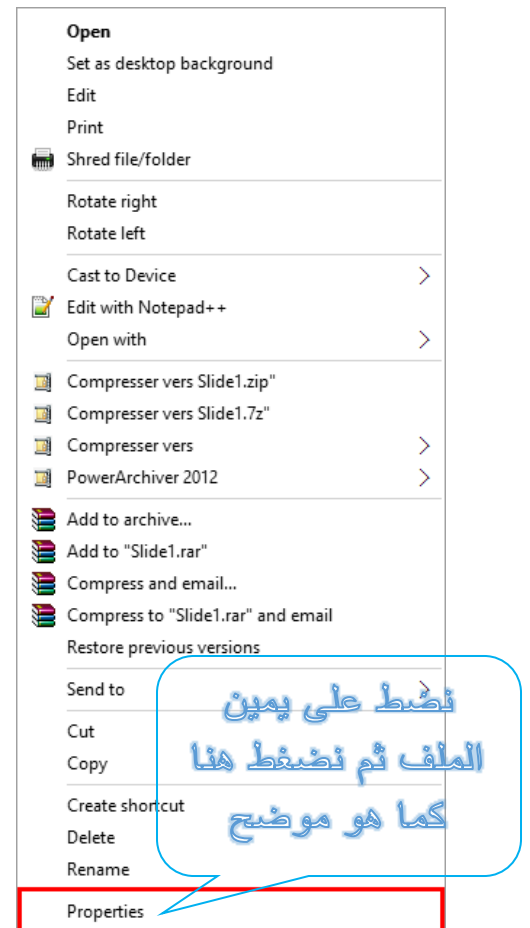 Open
Set as desktop background
Edit
Print
Shred file/folder
Rotate right
Rotate left
Cast to Device
Edit with Notepad++
Open with
Compresser vers Slide1.zip"
Compresser vers Slide1.7z"
Compresser vers
PowerArchiver 2012
Add to archive...
Add to "Slide1.rar"
Compress and email...
Compress to "Slide1.rar" and email
Restore previous versions
Send to
نضط على يمين
الملف ثم نضغط هنا
كما هو موضح
Cut
Copy
Create shortcut
Delete
Rename
Properties